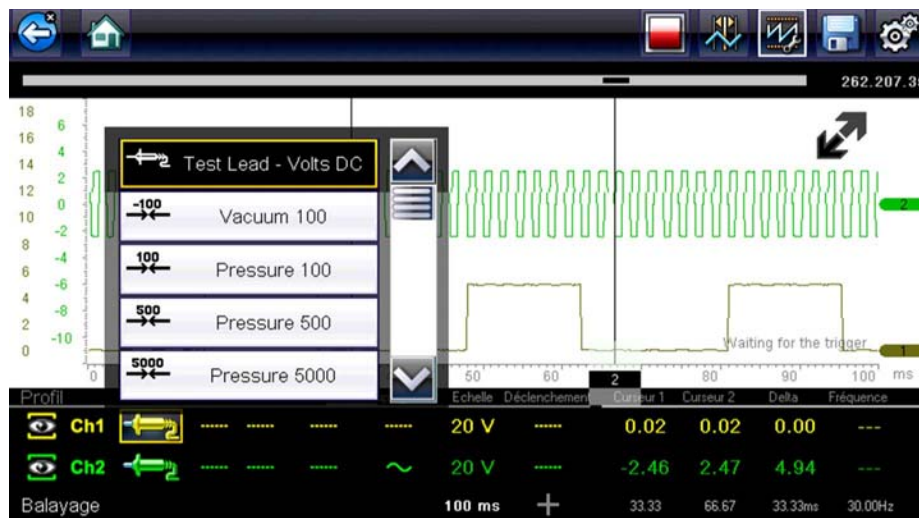 262.207.3
18
6
16
4
14
2
12
0
10
-2
8
-4
6
-6
4
-8
2
-10
0
Test Lead - Volts DC
-100 Vacuum 100
100 Pressure 100
500 Pressure 500
5000 Pressure 5000
2
1
Waiting for the trigger
0 50 60 2 80 90 100 ms
Profil Echelle Déclenchement Curseur 1 Curseur 2 Delta Fréquence
Ch1 ------ ------ ------ ------ 20 V ------ 0.02 0.02 0.00 ---
Ch2 ------ ------ ------ 20 V ------ -2.46 2.47 4.94 ---
Balayage 100 ms 33.33 66.67 33.33ms 30.00Hz